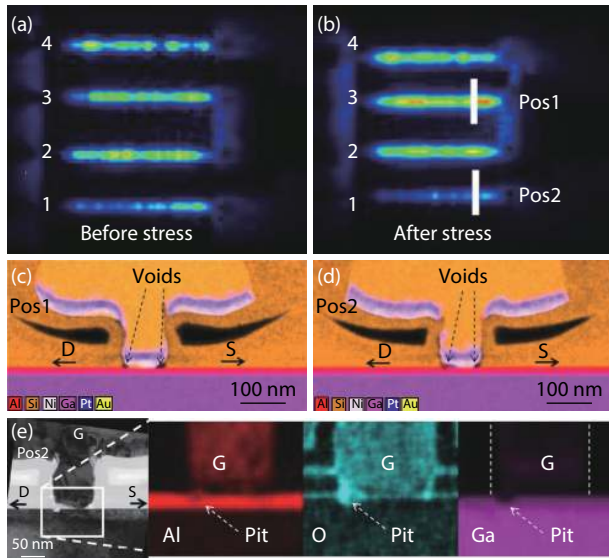 (a)
4
3
2
1
Before stress
(b)
4
3
2
1
Pos1
Pos2
After stress
(c)
Voids
Pos1
D
S
100 nm
Al Si Ni Ga Pt Au
(d)
Voids
Pos2
D
S
100 nm
Al Si Ni Ga Pt Au
(e)
G
Pos2
D
S
50 nm
G
Pit
Al
G
Pit
O
G
Pit
Ga